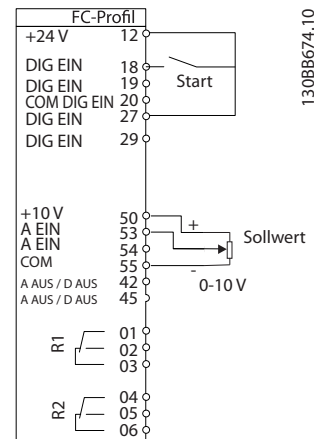 FC-Profil
+24 V 12
DIG EIN 18
DIG EIN 19
COM DIG EIN 20
DIG EIN 27
DIG EIN 29
Start
+10 V 50
A EIN 53
A EIN 54
COM 55
A AUS / D AUS 42
A AUS / D AUS 45
+
Sollwert
-
0-10 V
R1
01
02
03
R2
04
05
06
130BB674.10